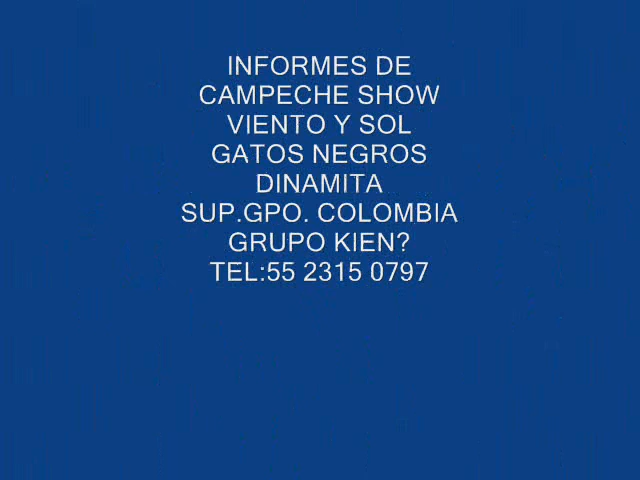 INFORMES DE
CAMPECHE SHOW
VIENTO Y SOL
GATOS NEGROS
DINAMITA
SUP.GPO. COLOMBIA
GRUPO KIEN?
TEL:55 2315 0797